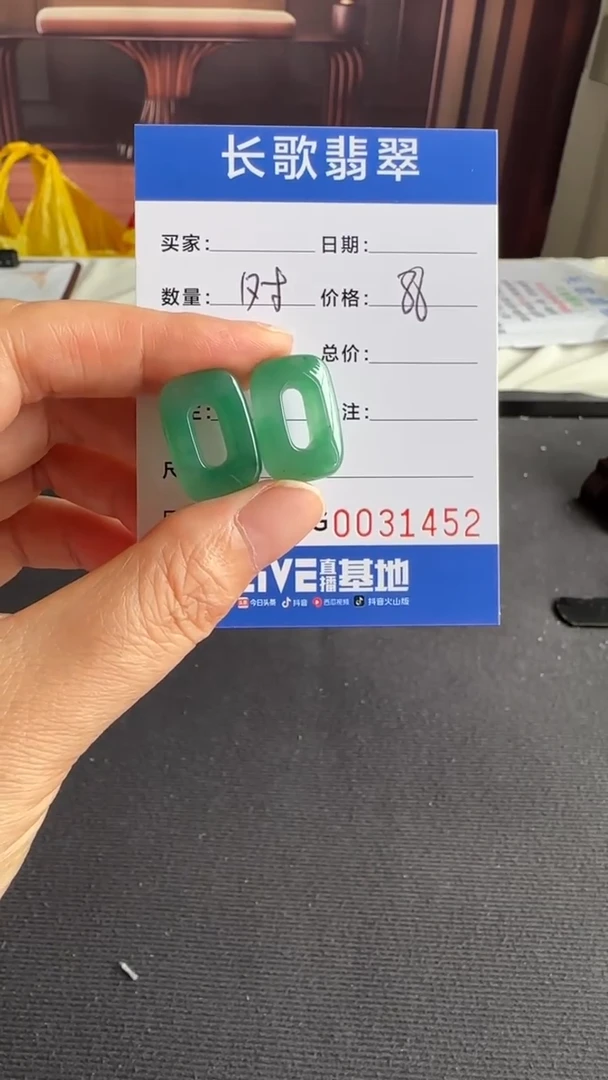 长歌翡翠
买家： 日期：
数量：对 价格：88
总价：
注：
G0031452
LIVE直播基地
今日头条 抖音 西瓜视频 抖音火山版